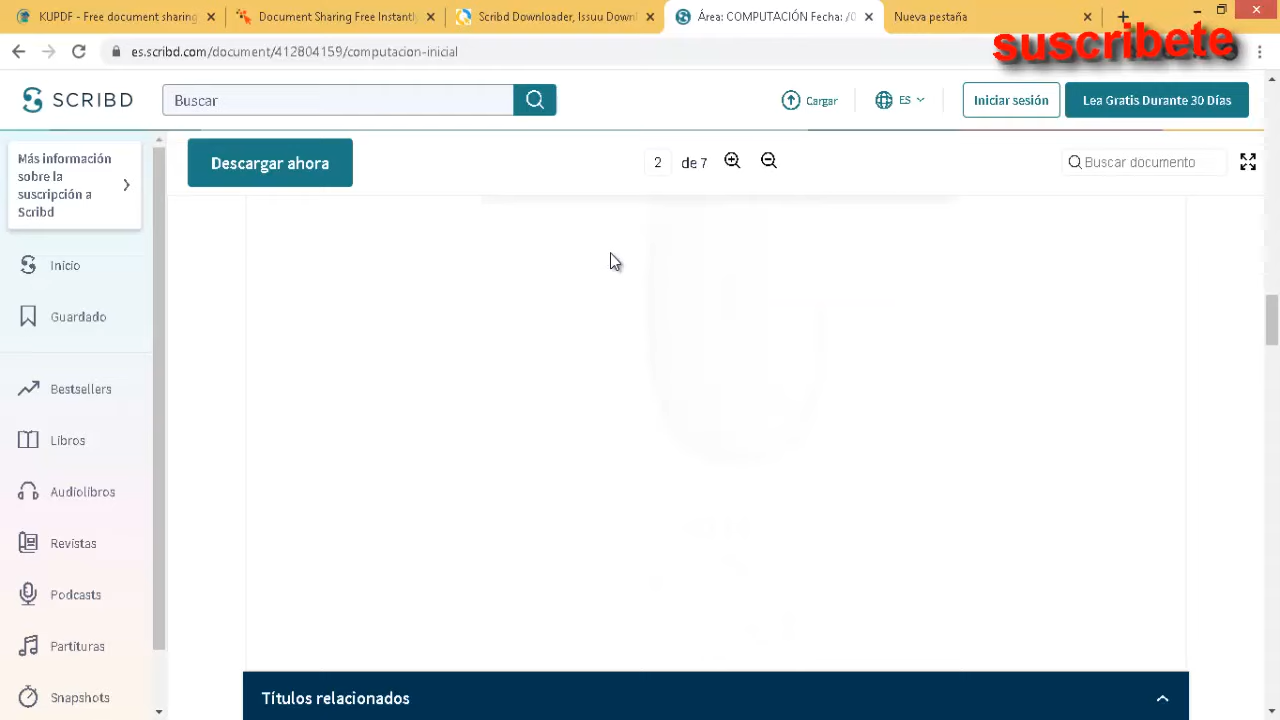 KUPDF - Free document sharing
Document Sharing Free Instantl
Scribd Downloader, Issuu Downl
Área: COMPUTACIÓN Fecha: /0
Nueva pestaña
suscribete
es.scribd.com/document/412804159/computacion-inicial
SCRIBD
Buscar
Cargar
ES
Iniciar sesión
Lea Gratis Durante 30 Días
Más información
sobre la
suscripción a
Scribd
Descargar ahora
2 de 7
Buscar documento
Inicio
Guardado
Bestsellers
Libros
Audiolibros
Revistas
Podcasts
Partituras
Snapshots
Títulos relacionados